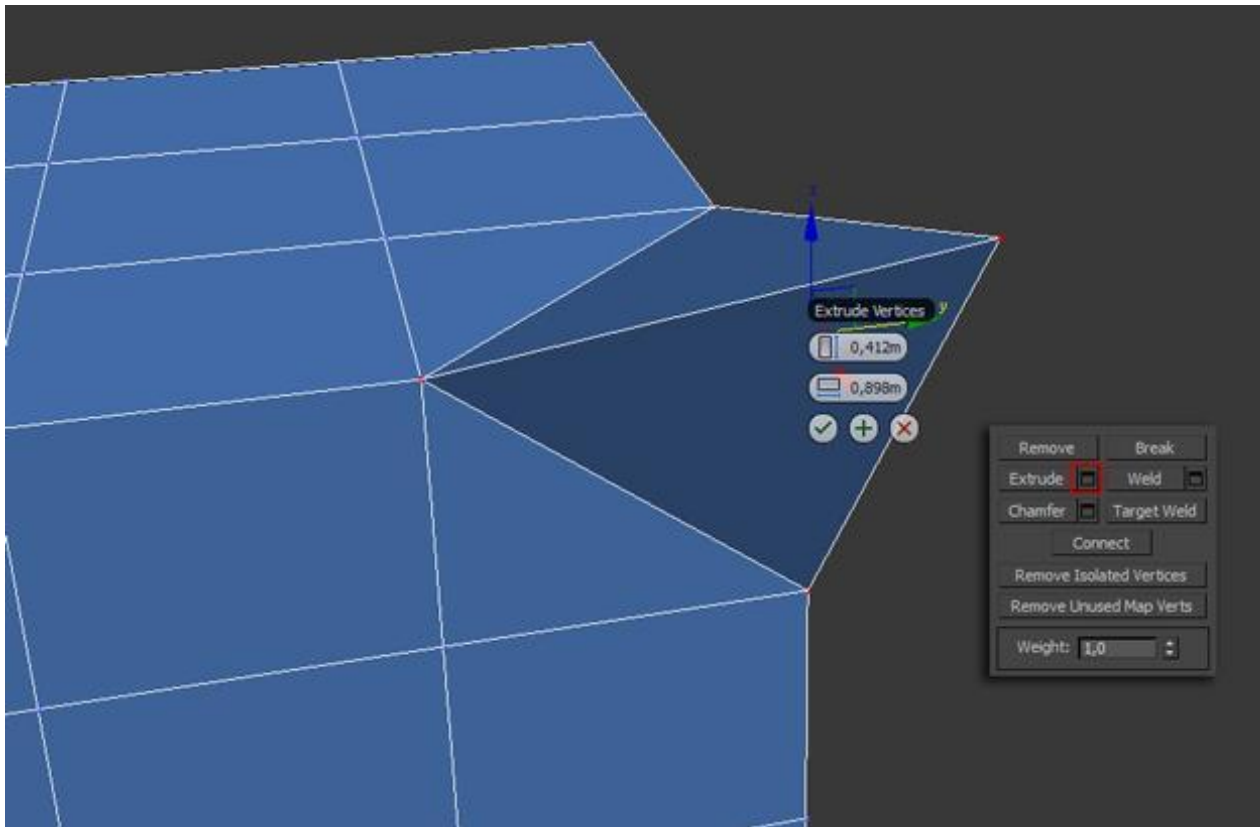 z
y
Extrude Vertices
0,412m
0,898m
Remove Break
Extrude Weld
Chamfer Target Weld
Connect
Remove Isolated Vertices
Remove Unused Map Verts
Weight: 1,0